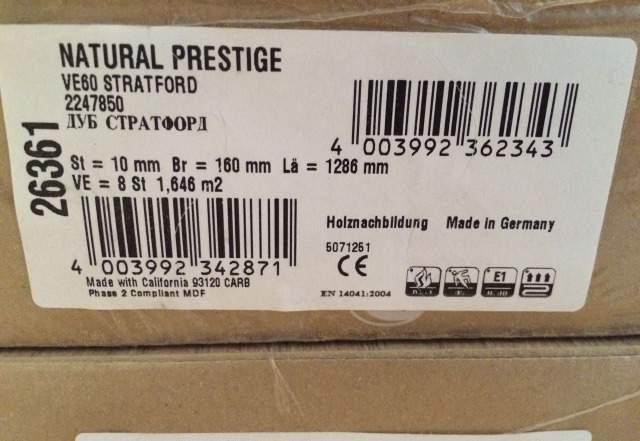 NATURAL PRESTIGE
VE60 STRATFORD
2247850
ДУБ СТРАТФОРД
26361
4 003992 362343
St = 10 mm Br = 160 mm Lä = 1286 mm
VE = 8 St 1,646 m2
4 003992 342871
Made with California 93120 CARB
Phase 2 Compliant MDF
Holznachbildung Made in Germany
5071251
CE
EN 14041:2004
E1